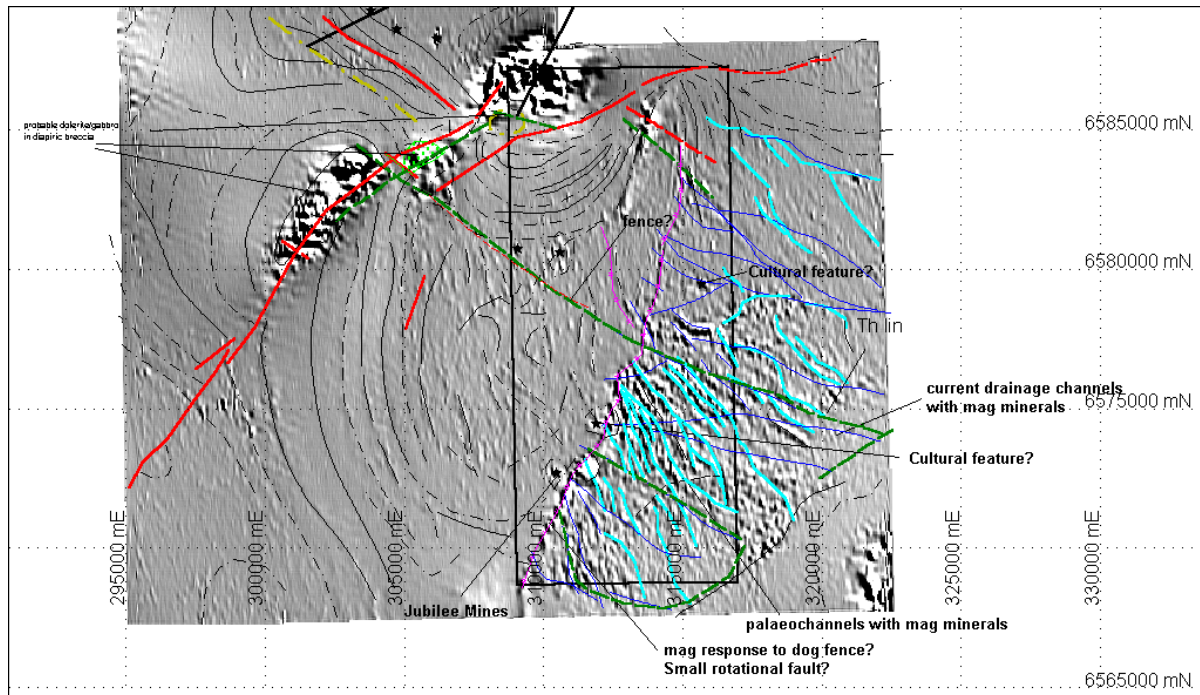 probable dolerite/gabbro
in diapiric breccia
6585000 mN
fence?
Cultural feature?
6580000 mN
Th lin
current drainage channels
with mag minerals
6575000 mN
Cultural feature?
295000 mE
300000 mE
305000 mE
310000 mE
315000 mE
320000 mE
325000 mE
330000 mE
Jubilee Mines
palaeochannels with mag minerals
mag response to dog fence?
Small rotational fault?
6565000 mN